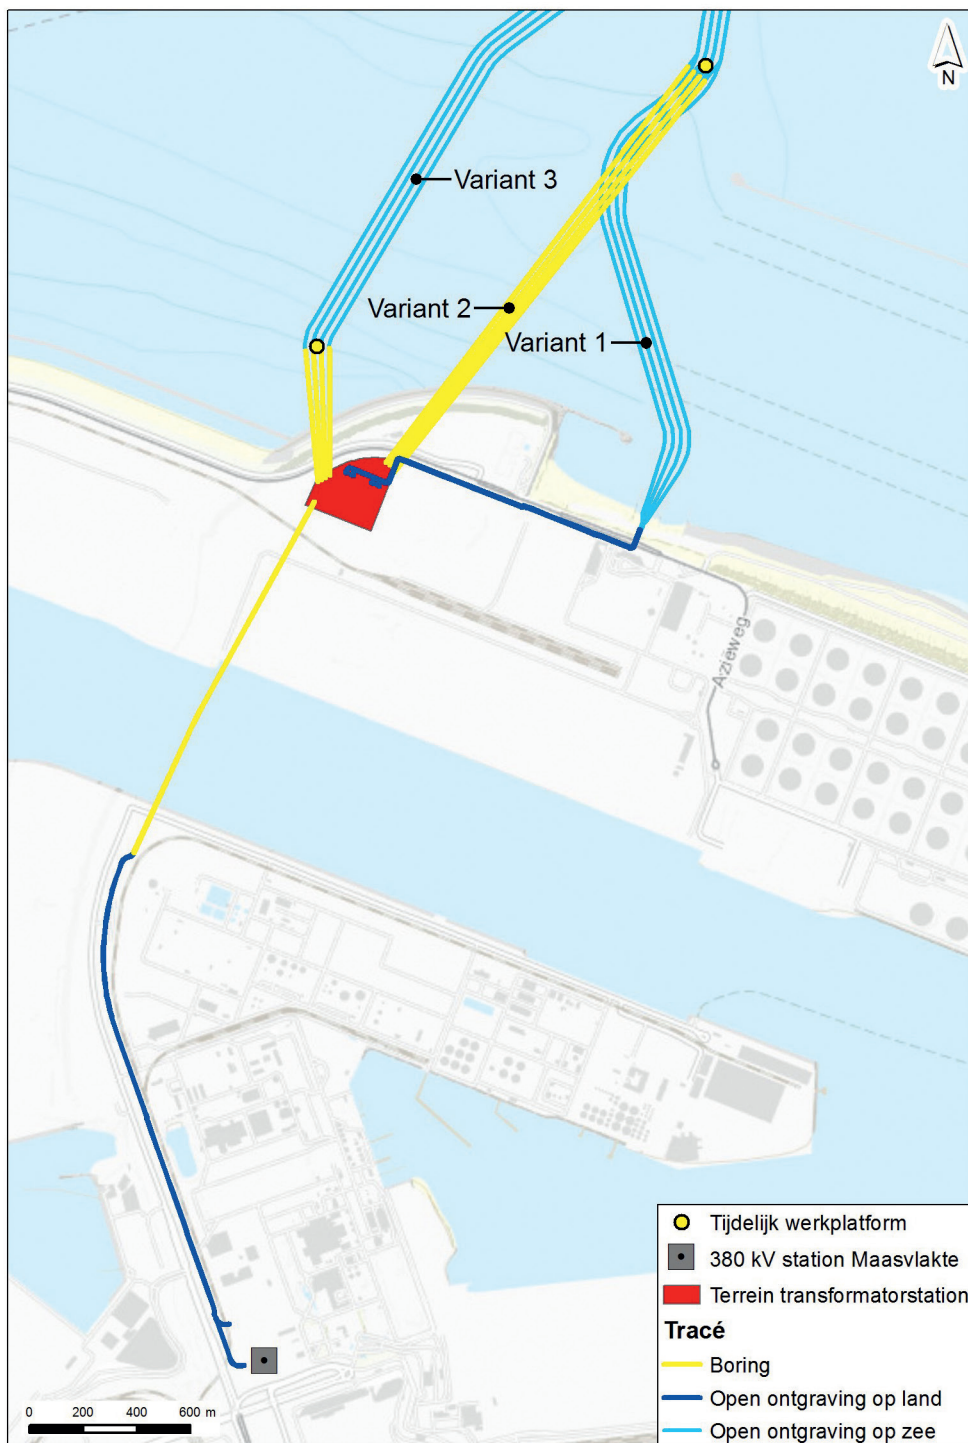 N
Variant 3
Variant 2
Variant 1
Aziëweg
Tijdelijk werkplatform
380 kV station Maasvlakte
Terrein transformatorstation
Tracé
Boring
Open ontgraving op land
Open ontgraving op zee
0 200 400 600 m